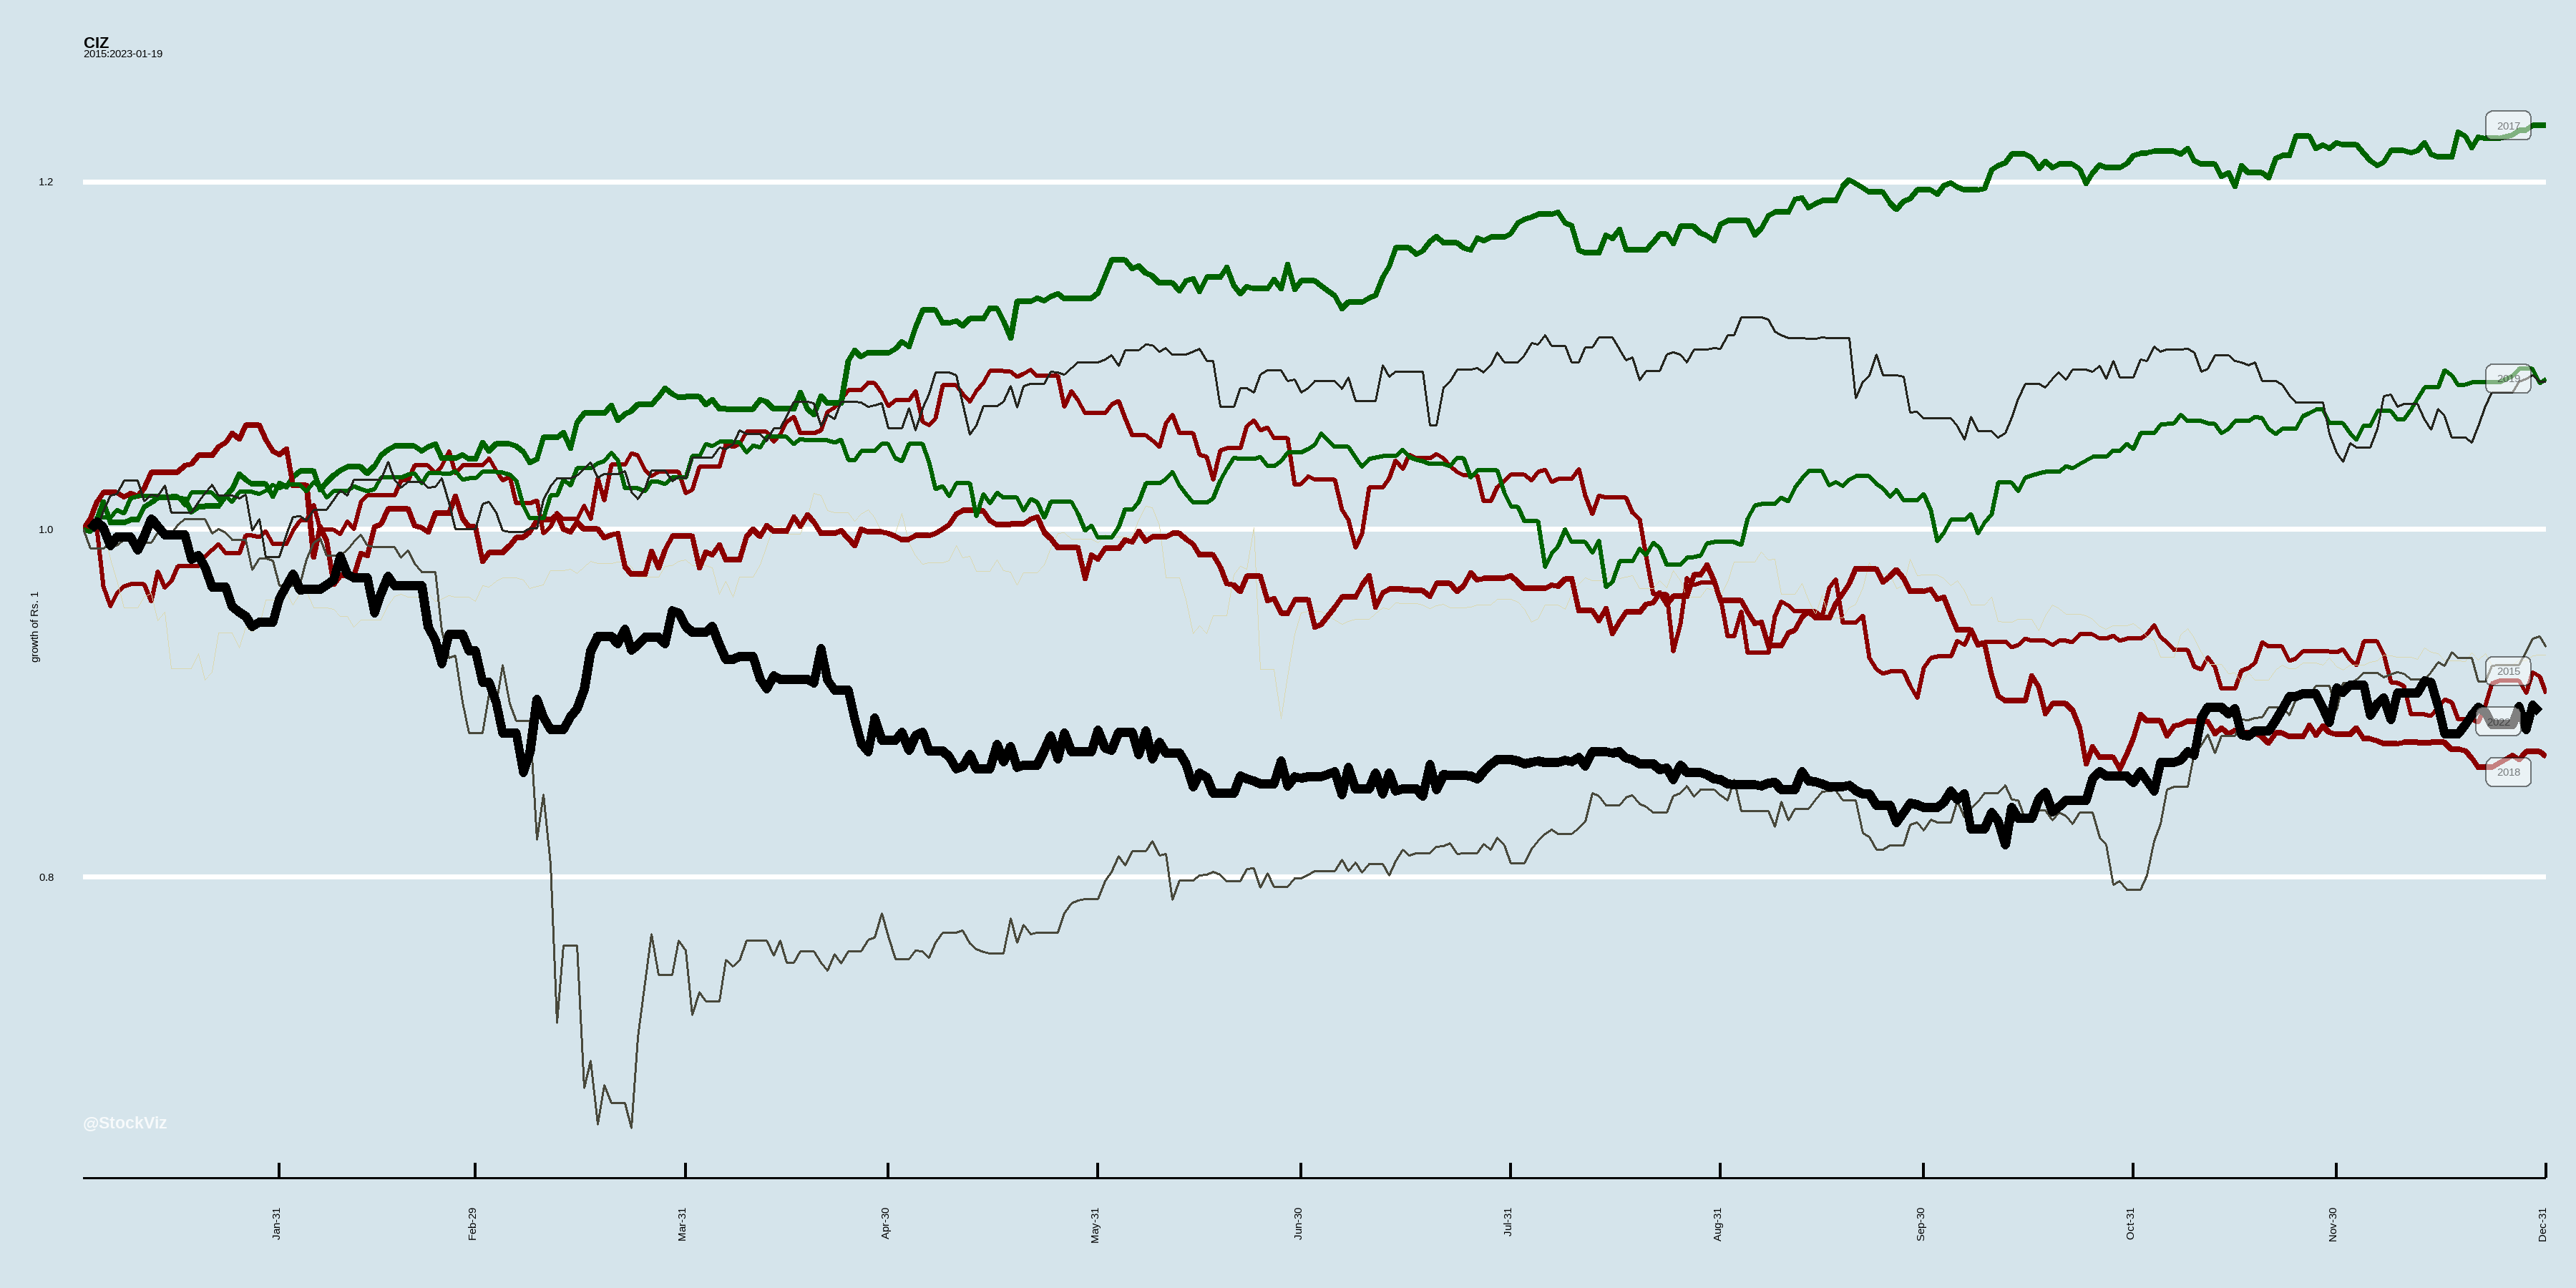 CIZ
2015:2023-01-19
2017
1.2
2019
1.0
growth of Rs. 1
2015
2022
2018
0.8
@StockViz
Jan-31
Feb-29
Mar-31
Apr-30
May-31
Jun-30
Jul-31
Aug-31
Sep-30
Oct-31
Nov-30
Dec-31